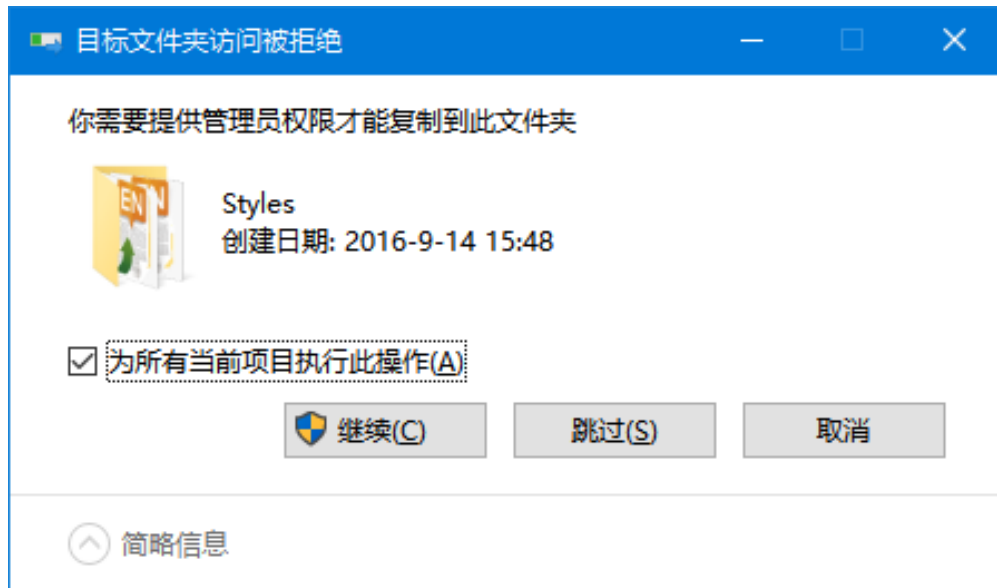 目标文件夹访问被拒绝
你需要提供管理员权限才能复制到此文件夹
EN N
Styles
创建日期: 2016-9-14 15:48
为所有当前项目执行此操作(A)
继续(C) 跳过(S) 取消
简略信息